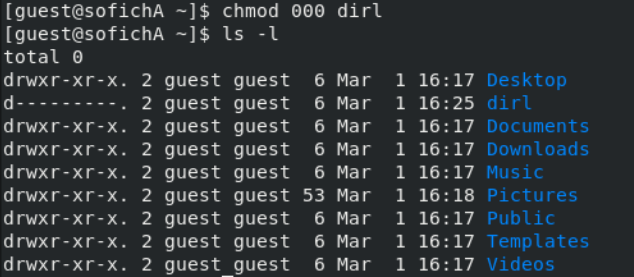 [guest@sofichA ~]$ chmod 000 dirl
[guest@sofichA ~]$ ls -l
total 0
drwxr-xr-x. 2 guest guest  6 Mar  1 16:17 Desktop
d---------. 2 guest guest  6 Mar  1 16:25 dirl
drwxr-xr-x. 2 guest guest  6 Mar  1 16:17 Documents
drwxr-xr-x. 2 guest guest  6 Mar  1 16:17 Downloads
drwxr-xr-x. 2 guest guest  6 Mar  1 16:17 Music
drwxr-xr-x. 2 guest guest 53 Mar  1 16:18 Pictures
drwxr-xr-x. 2 guest guest  6 Mar  1 16:17 Public
drwxr-xr-x. 2 guest guest  6 Mar  1 16:17 Templates
drwxr-xr-x. 2 guest guest  6 Mar  1 16:17 Videos